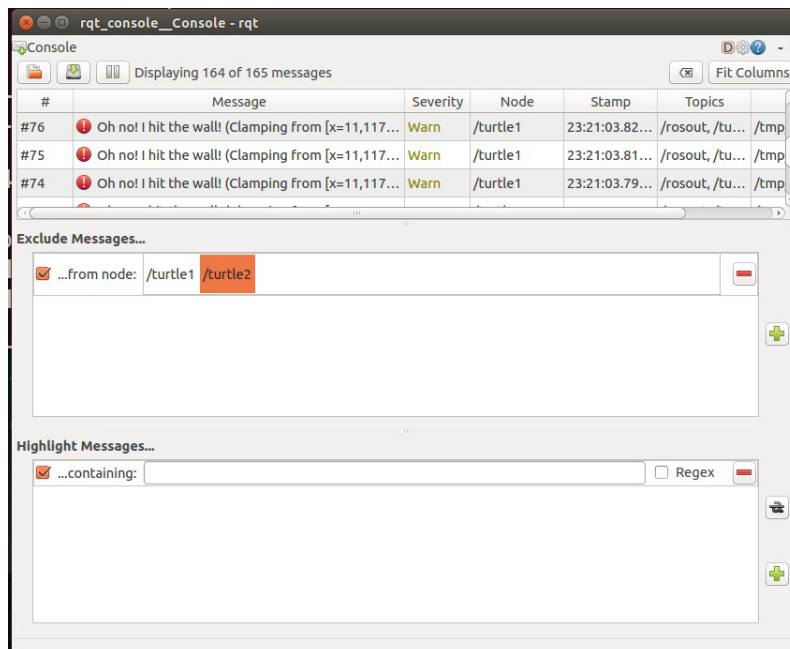 rqt_console__Console - rqt
Console
D ? -
Displaying 164 of 165 messages
Fit Columns
# Message Severity Node Stamp Topics
#76 Oh no! I hit the wall! (Clamping from [x=11,117... Warn /turtle1 23:21:03.82... /rosout, /tu... /tmp
#75 Oh no! I hit the wall! (Clamping from [x=11,117... Warn /turtle1 23:21:03.81... /rosout, /tu... /tmp
#74 Oh no! I hit the wall! (Clamping from [x=11,117... Warn /turtle1 23:21:03.79... /rosout, /tu... /tmp
Exclude Messages...
...from node: /turtle1 /turtle2
Highlight Messages...
...containing: Regex